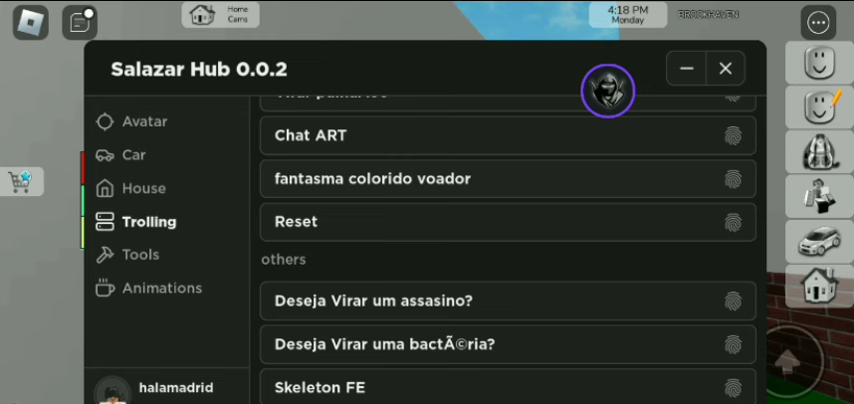 Home
Cams
4:18 PM
Monday
BROOKHAVEN
Salazar Hub 0.0.2
Avatar
Car
House
Trolling
Tools
Animations
halamadrid
Chat ART
fantasma colorido voador
Reset
others
Deseja Virar um assasino?
Deseja Virar uma bactÃ©ria?
Skeleton FE